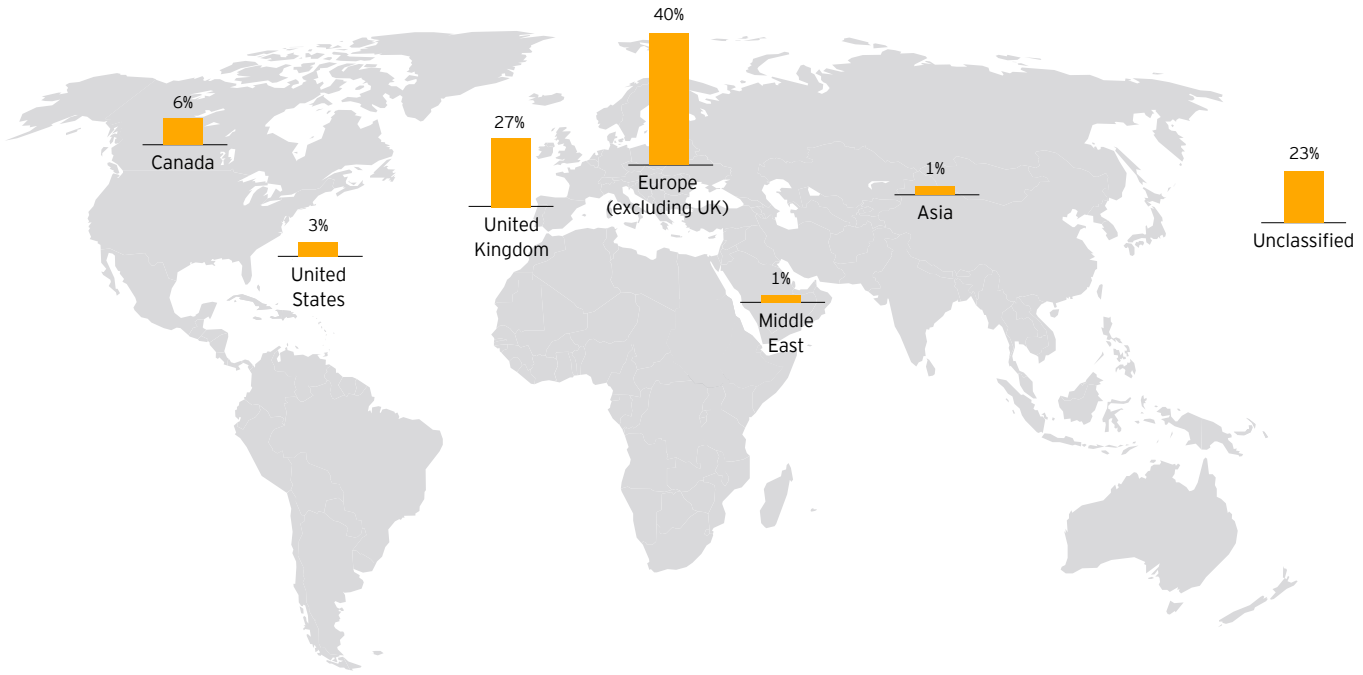 40%
Europe
(excluding UK)
6%
Canada
27%
United
Kingdom
23%
Unclassified
1%
Asia
3%
United
States
1%
Middle
East